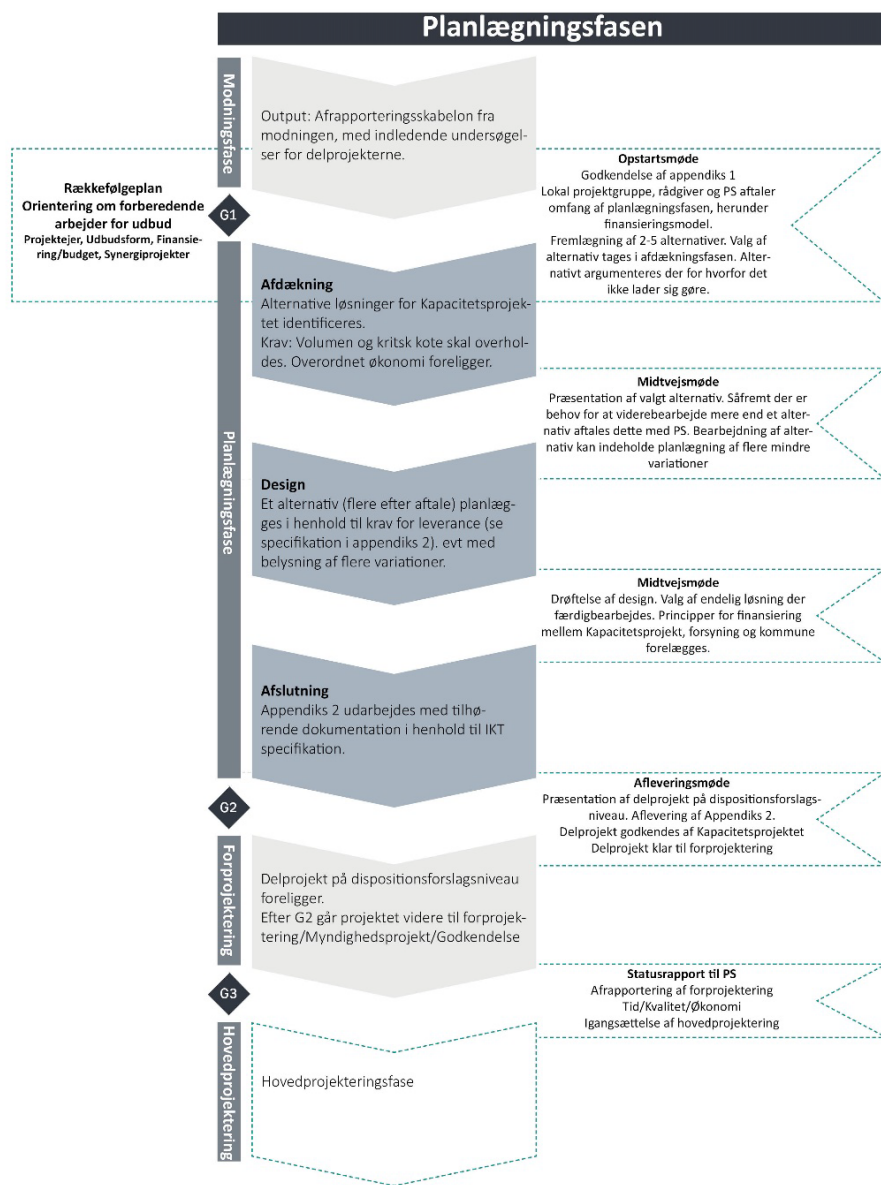 Planlægningsfasen
Modningsfase
Output: Afrapporteringsskabelon fra
modningen, med indledende undersøgel-
ser for delprojekterne.
Rækkefølgeplan
Orientering om forberedende
arbejder for udbud
Projektejer, Udbudsform, Finansie-
ring/budget, Synergiprojekter
G1
Opstartsmøde
Godkendelse af appendiks 1
Lokal projektgruppe, rådgiver og PS aftaler
omfang af planlægningsfasen, herunder
finansieringsmodel.
Fremlægning af 2-5 alternativer. Valg af
alternativ tages i afdækningsfasen. Alter-
nativt argumenteres der for hvorfor det
ikke lader sig gøre.
Planlægningsfase
Afdækning
Alternative løsninger for Kapacitetsprojek-
tet identificeres.
Krav: Volumen og kritsk kote skal overhol-
des. Overordnet økonomi foreligger.
Midtvejsmøde
Præsentation af valgt alternativ. Såfremt der er
behov for at viderebearbejde mere end et alter-
nativ aftales dette med PS. Bearbejdning af alter-
nativ kan indeholde planlægning af flere mindre
variationer
Design
Et alternativ (flere efter aftale) planlæg-
ges i henhold til krav for leverance (se
specifikation i appendiks 2). evt med
belysning af flere variationer.
Midtvejsmøde
Drøftelse af design. Valg af endelig løsning der
færdigbearbejdes. Principper for finansiering
mellem Kapacitetsprojekt, forsyning og kommune
forelægges.
Afslutning
Appendiks 2 udarbejdes med tilhø-
rende dokumentation i henhold til IKT
specifikation.
G2
Afleveringsmøde
Præsentation af delprojekt på dispositionsforslags-
niveau. Aflevering af Appendiks 2.
Delprojekt godkendes af Kapacitetsprojektet
Delprojekt klar til forprojektering
Forprojektering
Delprojekt på dispositionsforslagsniveau
foreligger.
Efter G2 går projektet videre til forprojek-
tering/Myndighedsprojekt/Godkendelse
G3
Statusrapport til PS
Afrapportering af forprojektering
Tid/Kvalitet/Økonomi
Igangsættelse af hovedprojektering
Hovedprojektering
Hovedprojekteringsfase